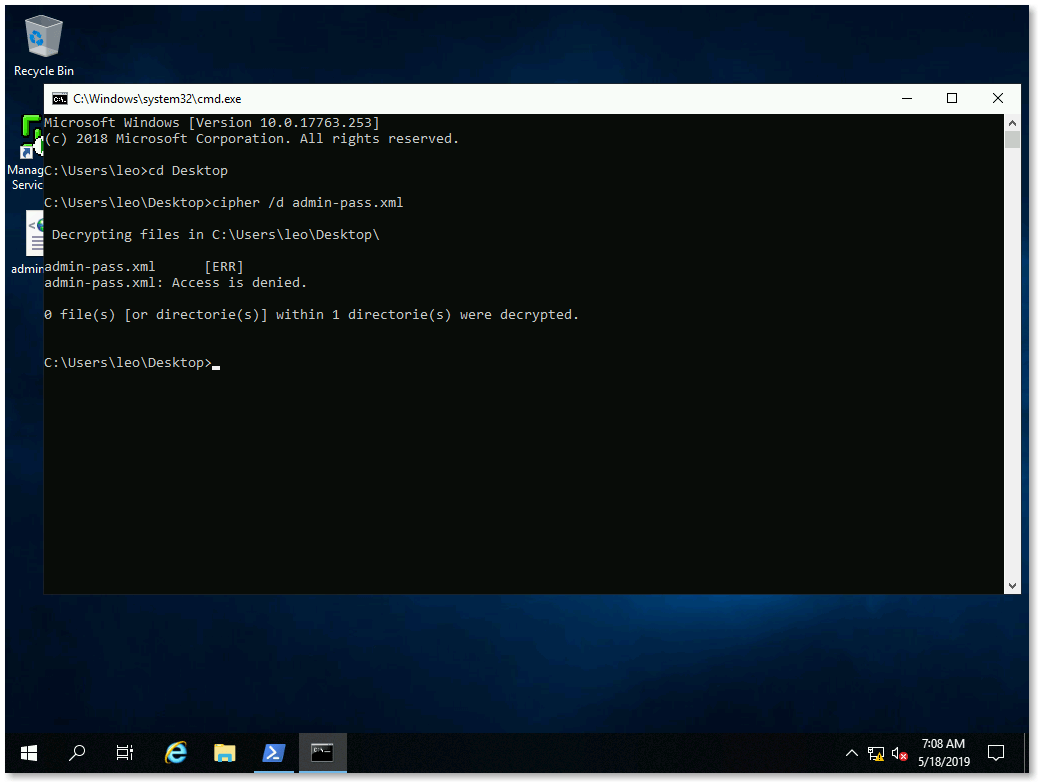 Recycle Bin
C:\Windows\system32\cmd.exe
Microsoft Windows [Version 10.0.17763.253]
(c) 2018 Microsoft Corporation. All rights reserved.
Manag
Servic
C:\Users\leo>cd Desktop
C:\Users\leo\Desktop>cipher /d admin-pass.xml
Decrypting files in C:\Users\leo\Desktop\
admin
admin-pass.xml [ERR]
admin-pass.xml: Access is denied.
0 file(s) [or directorie(s)] within 1 directorie(s) were decrypted.
C:\Users\leo\Desktop>
7:08 AM
5/18/2019